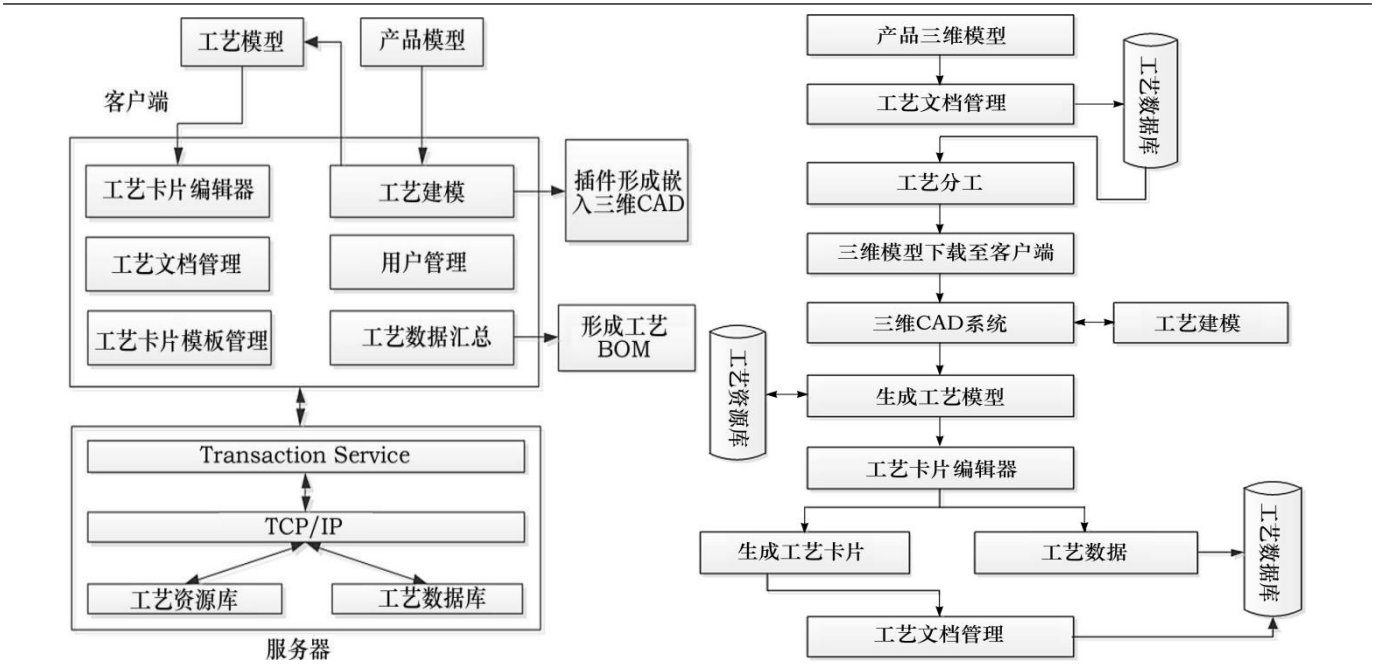 工艺模型
产品模型
客户端
工艺卡片编辑器
工艺建模
插件形成嵌
入三维CAD
工艺文档管理
用户管理
工艺卡片模板管理
工艺数据汇总
形成工艺
BOM
Transaction Service
TCP/IP
工艺资源库
工艺数据库
服务器
产品三维模型
工艺文档管理
工艺数据库
工艺分工
三维模型下载至客户端
三维CAD系统
工艺建模
工艺资源库
生成工艺模型
工艺卡片编辑器
生成工艺卡片
工艺数据
工艺数据库
工艺文档管理